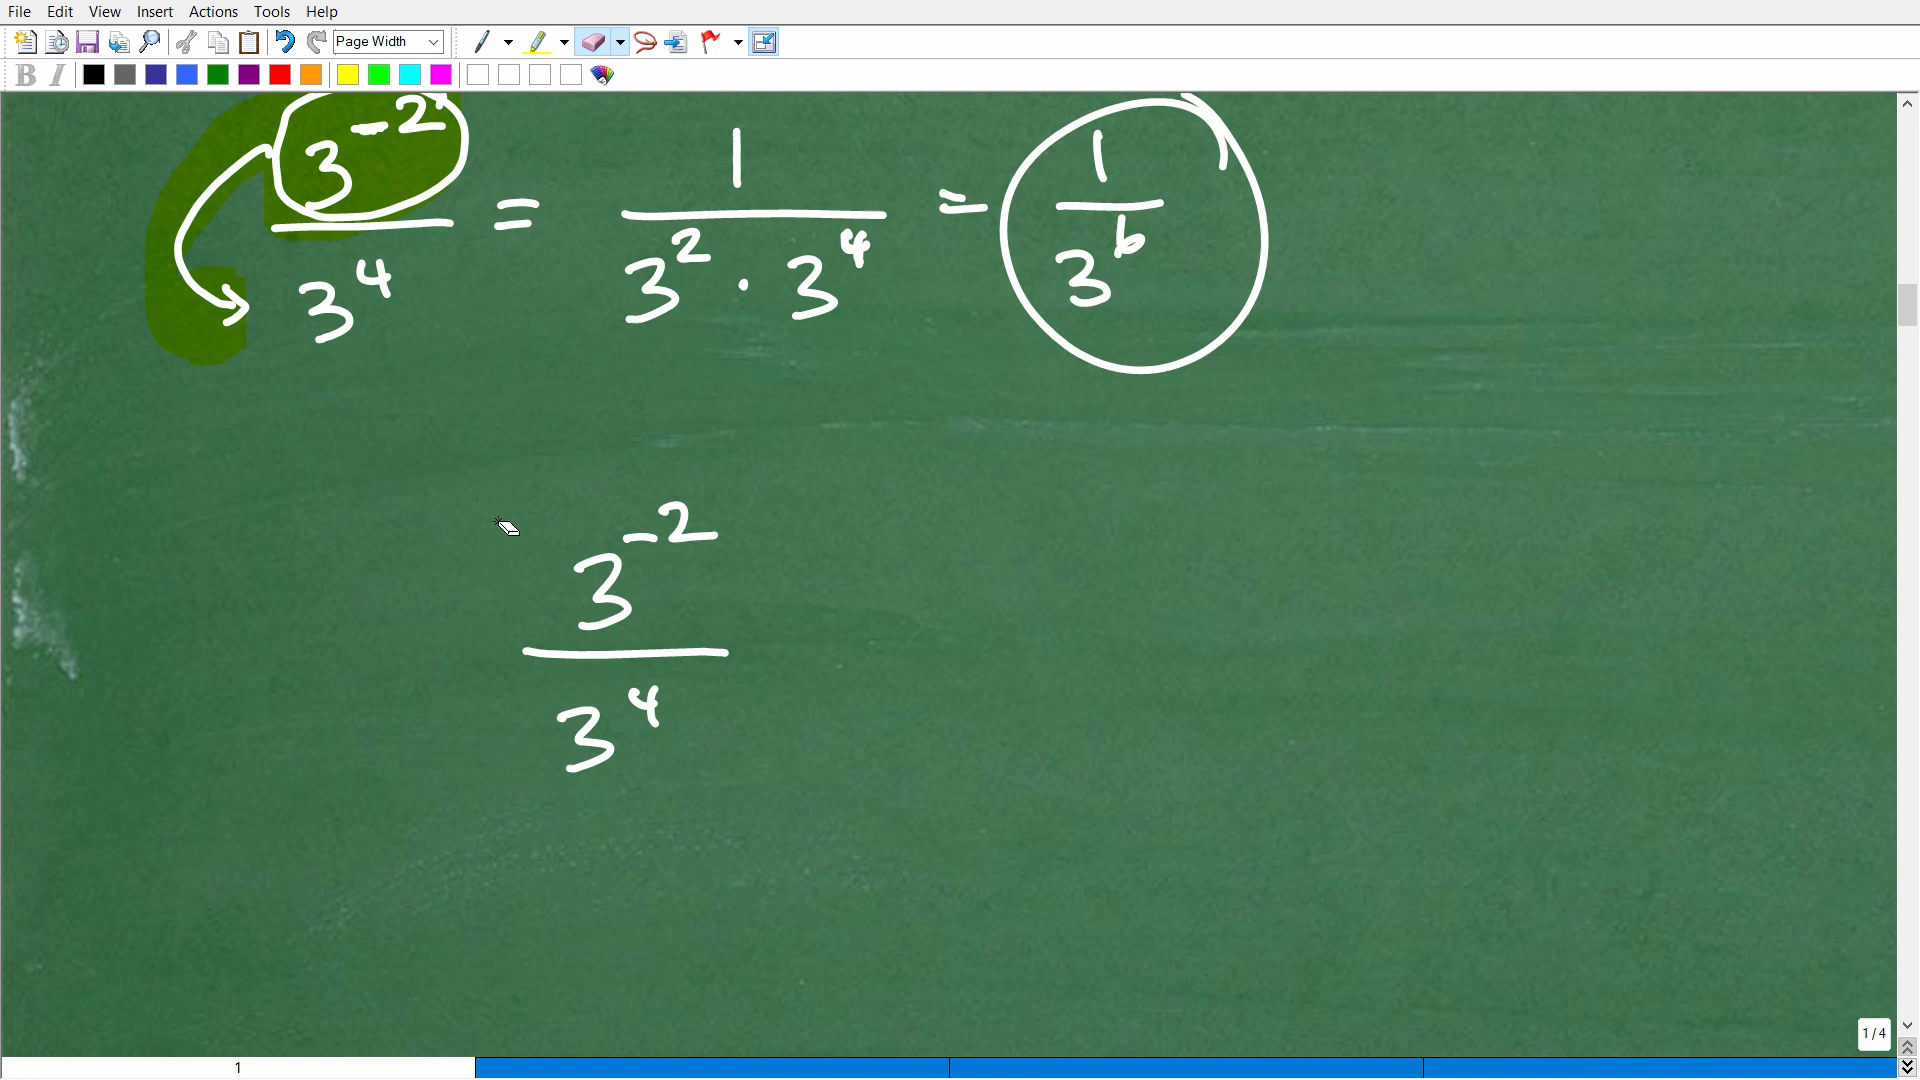 File Edit View Insert Actions Tools Help
Page Width
B I
3^-2 / 3^4 = 1 / 3^2 · 3^4 = 1 / 3^6
3^-2
3^4
1 / 4
1